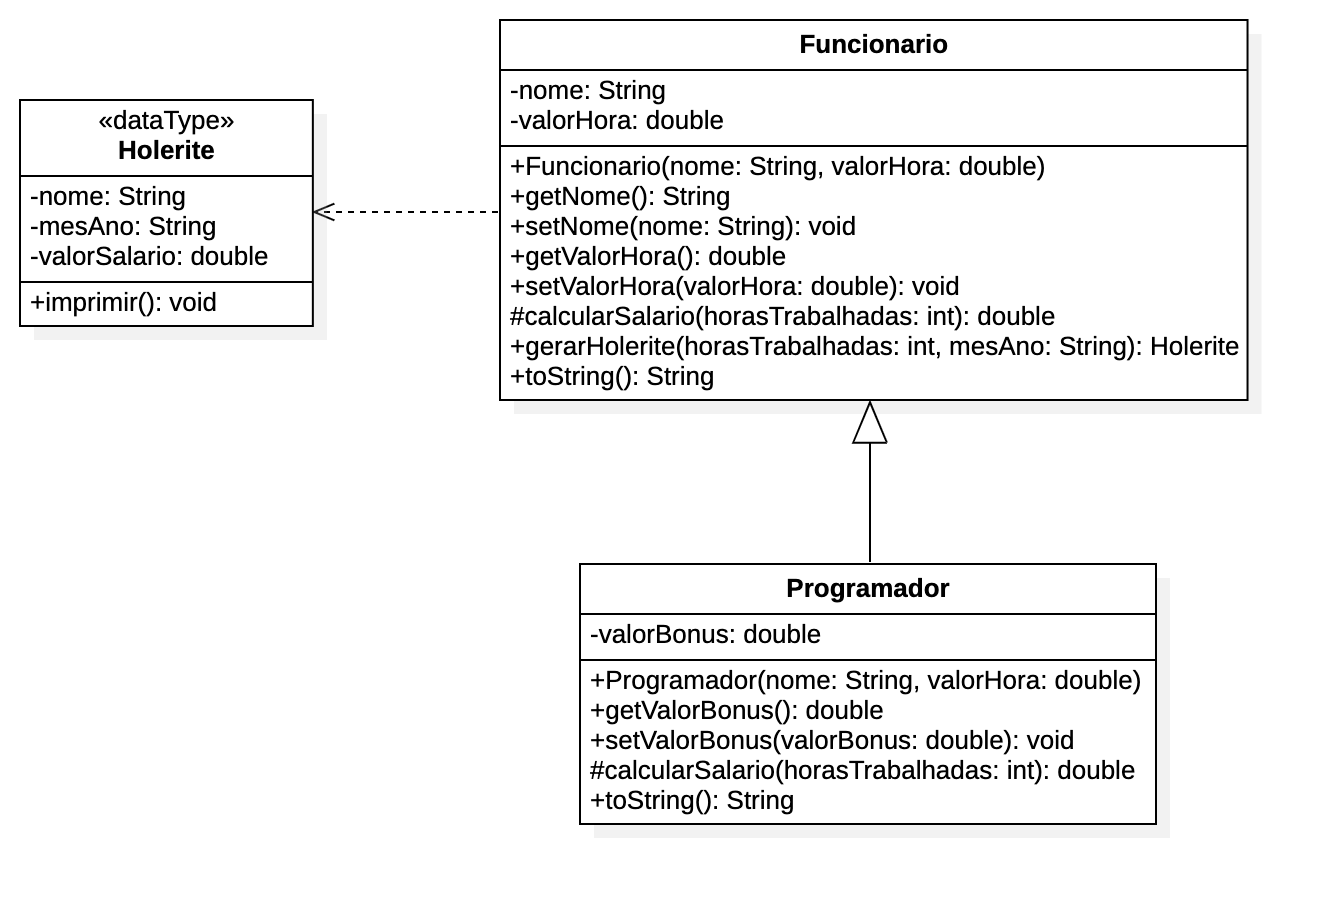 «dataType»
Holerite
-nome: String
-mesAno: String
-valorSalario: double
+imprimir(): void
Funcionario
-nome: String
-valorHora: double
+Funcionario(nome: String, valorHora: double)
+getNome(): String
+setNome(nome: String): void
+getValorHora(): double
+setValorHora(valorHora: double): void
#calcularSalario(horasTrabalhadas: int): double
+gerarHolerite(horasTrabalhadas: int, mesAno: String): Holerite
+toString(): String
Programador
-valorBonus: double
+Programador(nome: String, valorHora: double)
+getValorBonus(): double
+setValorBonus(valorBonus: double): void
#calcularSalario(horasTrabalhadas: int): double
+toString(): String